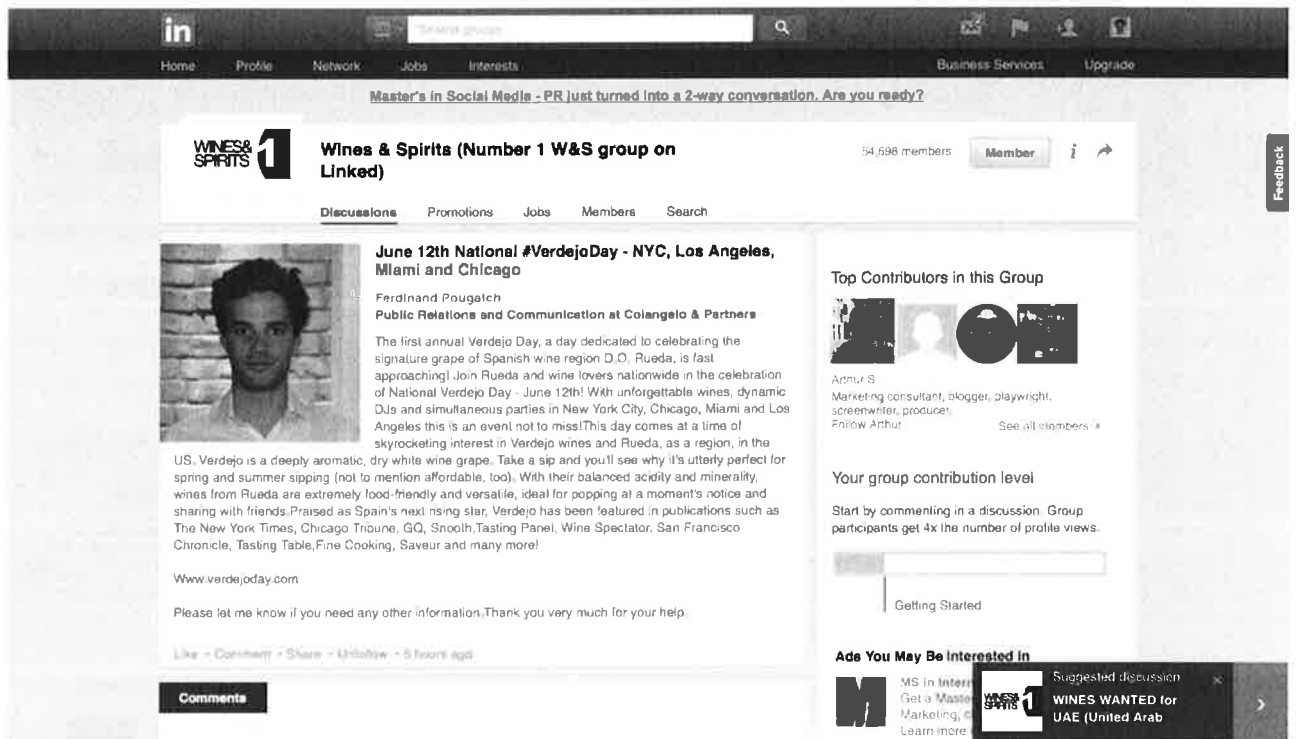 in
Search groups
Home Profile Network Jobs Interests Business Services Upgrade
Master's in Social Media - PR just turned into a 2-way conversation. Are you ready?
WINES& SPIRITS 1
Wines & Spirits (Number 1 W&S group on
Linked)
54,698 members Member i
Feedback
Discussions Promotions Jobs Members Search
June 12th National #VerdejoDay - NYC, Los Angeles,
Miami and Chicago
Ferdinand Pougatch
Public Relations and Communication at Colangelo & Partners
The first annual Verdejo Day, a day dedicated to celebrating the
signature grape of Spanish wine region D.O. Rueda, is fast
approaching! Join Rueda and wine lovers nationwide in the celebration
of National Verdejo Day - June 12th! With unforgettable wines, dynamic
DJs and simultaneous parties in New York City, Chicago, Miami and Los
Angeles this is an event not to miss!This day comes at a time of
skyrocketing interest in Verdejo wines and Rueda, as a region, in the
US. Verdejo is a deeply aromatic, dry white wine grape. Take a sip and you'll see why it's utterly perfect for
spring and summer sipping (not to mention affordable, too). With their balanced acidity and minerality,
wines from Rueda are extremely food-friendly and versatile, ideal for popping at a moment's notice and
sharing with friends.Praised as Spain's next rising star, Verdejo has been featured in publications such as
The New York Times, Chicago Tribune, GQ, Snooth,Tasting Panel, Wine Spectator, San Francisco
Chronicle, Tasting Table,Fine Cooking, Saveur and many more!
Www.verdejoday.com
Please let me know if you need any other information.Thank you very much for your help.
Like • Comment • Share • Unfollow • 5 hours ago
Comments
Top Contributors in this Group
Arthur S.
Marketing consultant, blogger, playwright,
screenwriter, producer,
Follow Arthur See all members
Your group contribution level
Start by commenting in a discussion. Group
participants get 4x the number of profile views.
Getting Started
Ads You May Be Interested In
MS in
Get a
Marketing,
Learn more
WINES& SPIRITS 1
Suggested discussion ×
WINES WANTED for
UAE (United Arab